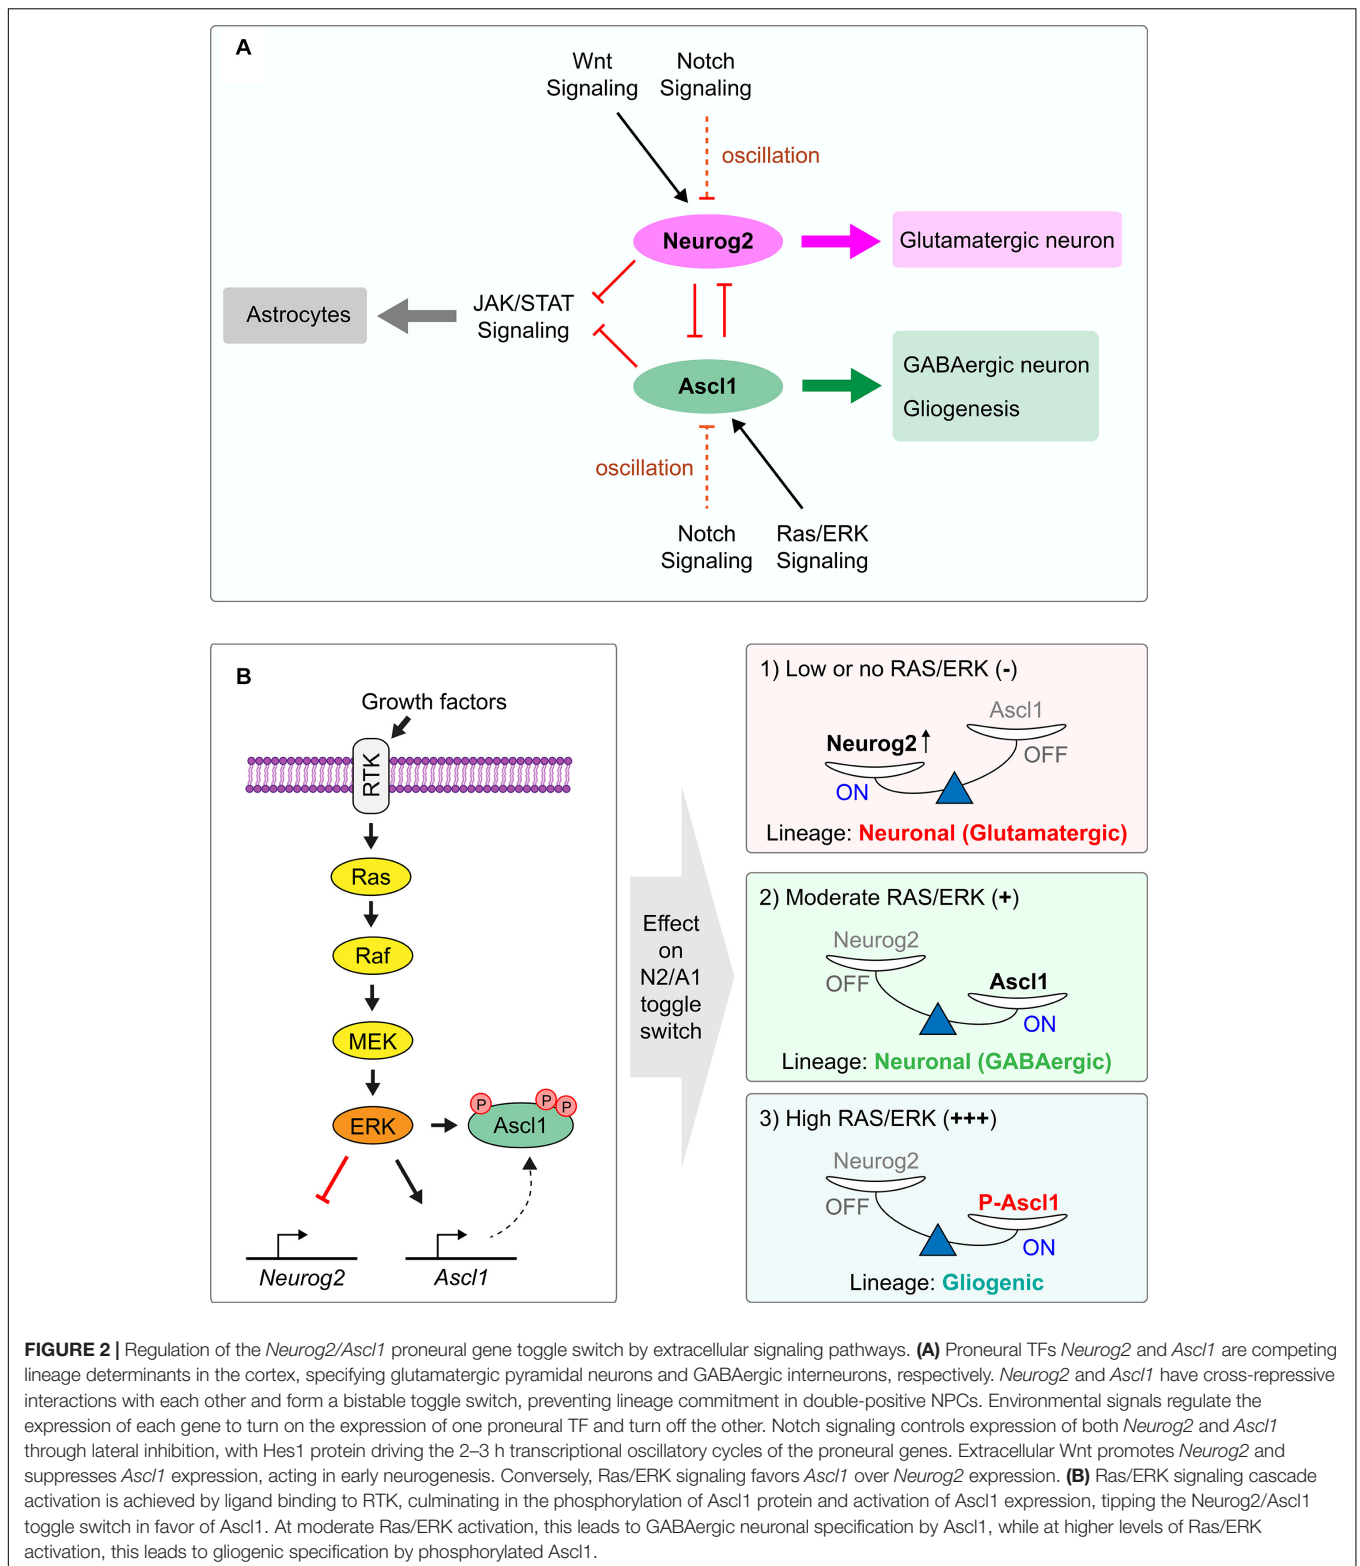 A
Wnt
Signaling
Notch
Signaling
oscillation
Neurog2
Glutamatergic neuron
JAK/STAT
Signaling
Astrocytes
Ascl1
GABAergic neuron
Gliogenesis
oscillation
Notch
Signaling
Ras/ERK
Signaling
B
Growth factors
RTK
Ras
Raf
MEK
ERK
P
P
P
Ascl1
Neurog2
Ascl1
Effect
on
N2/A1
toggle
switch
1) Low or no RAS/ERK (-)
Ascl1
Neurog2
OFF
ON
Lineage: Neuronal (Glutamatergic)
2) Moderate RAS/ERK (+)
Neurog2
OFF
Ascl1
ON
Lineage: Neuronal (GABAergic)
3) High RAS/ERK (+++)
Neurog2
OFF
P-Ascl1
ON
Lineage: Gliogenic
FIGURE 2 | Regulation of the Neurog2/Ascl1 proneural gene toggle switch by extracellular signaling pathways. (A) Proneural TFs Neurog2 and Ascl1 are competing
lineage determinants in the cortex, specifying glutamatergic pyramidal neurons and GABAergic interneurons, respectively. Neurog2 and Ascl1 have cross-repressive
interactions with each other and form a bistable toggle switch, preventing lineage commitment in double-positive NPCs. Environmental signals regulate the
expression of each gene to turn on the expression of one proneural TF and turn off the other. Notch signaling controls expression of both Neurog2 and Ascl1
through lateral inhibition, with Hes1 protein driving the 2–3 h transcriptional oscillatory cycles of the proneural genes. Extracellular Wnt promotes Neurog2 and
suppresses Ascl1 expression, acting in early neurogenesis. Conversely, Ras/ERK signaling favors Ascl1 over Neurog2 expression. (B) Ras/ERK signaling cascade
activation is achieved by ligand binding to RTK, culminating in the phosphorylation of Ascl1 protein and activation of Ascl1 expression, tipping the Neurog2/Ascl1
toggle switch in favor of Ascl1. At moderate Ras/ERK activation, this leads to GABAergic neuronal specification by Ascl1, while at higher levels of Ras/ERK
activation, this leads to gliogenic specification by phosphorylated Ascl1.